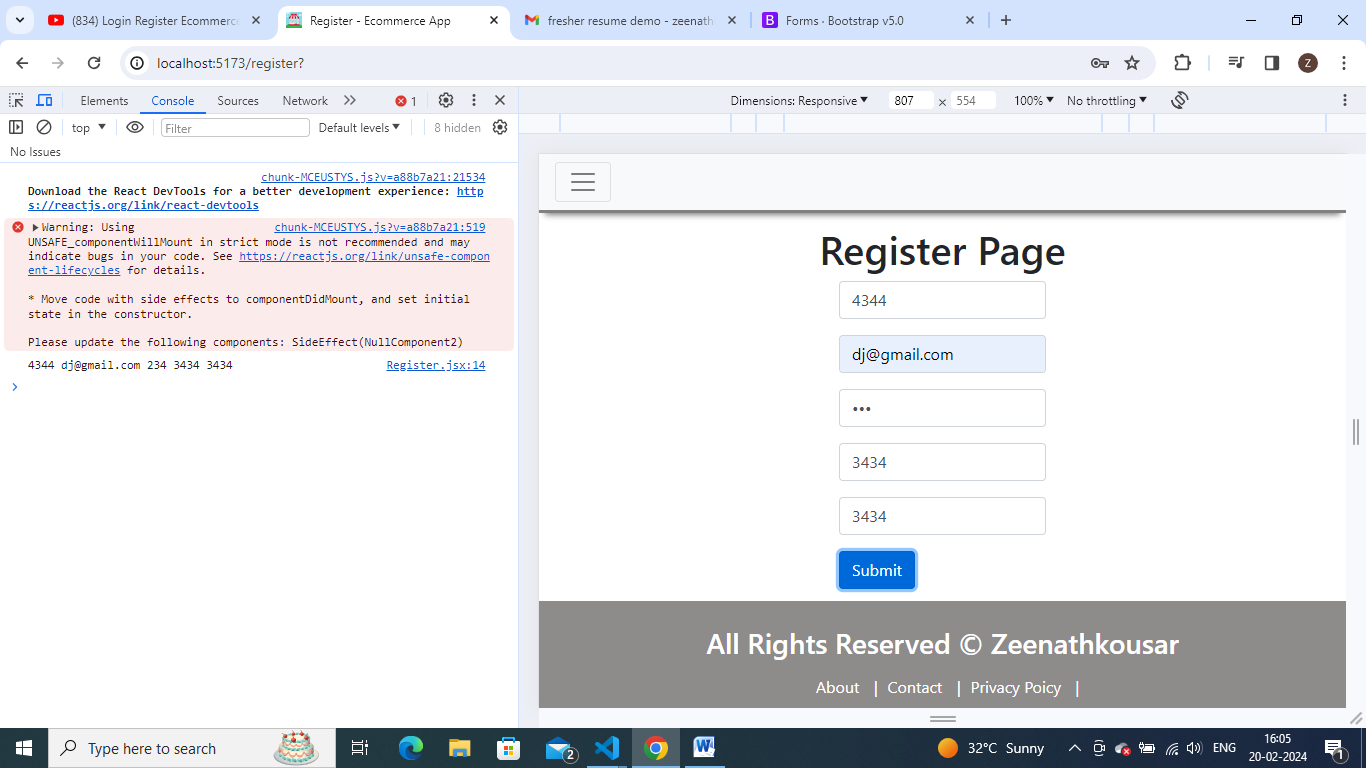 (834) Login Register Ecommerce
Register - Ecommerce App
fresher resume demo - zeenath
Forms · Bootstrap v5.0
localhost:5173/register?
Z
Elements
Console
Sources
Network
1
Dimensions: Responsive
807
×
554
100%
No throttling
top
Filter
Default levels
8 hidden
No Issues
chunk-MCEUSTYS.js?v=a88b7a21:21534
Download the React DevTools for a better development experience: http
s://reactjs.org/link/react-devtools
Warning: Using
chunk-MCEUSTYS.js?v=a88b7a21:519
UNSAFE_componentWillMount in strict mode is not recommended and may
indicate bugs in your code. See https://reactjs.org/link/unsafe-compon
ent-lifecycles for details.
* Move code with side effects to componentDidMount, and set initial
state in the constructor.
Please update the following components: SideEffect(NullComponent2)
4344 dj@gmail.com 234 3434 3434
Register.jsx:14
Register Page
4344
dj@gmail.com
•••
3434
3434
Submit
All Rights Reserved © Zeenathkousar
About | Contact | Privacy Poicy |
Type here to search
2
32°C Sunny
ENG
16:05
20-02-2024
1